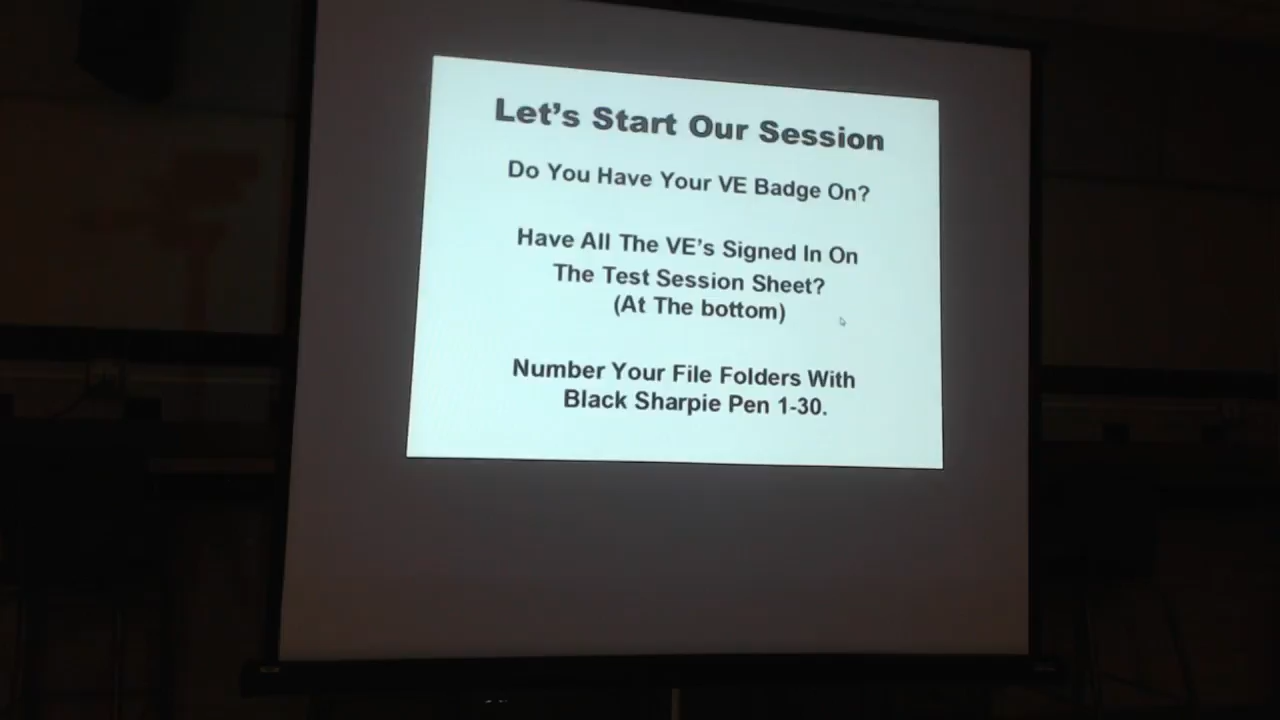 Let's Start Our Session
Do You Have Your VE Badge On?
Have All The VE's Signed In On
The Test Session Sheet?
(At The bottom)
Number Your File Folders With
Black Sharpie Pen 1-30.